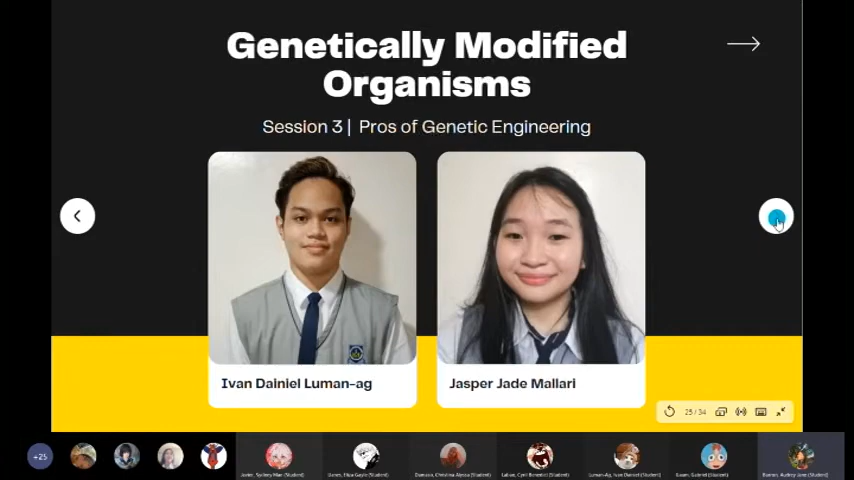 Genetically Modified
Organisms
Session 3 | Pros of Genetic Engineering
Ivan Dainiel Luman-ag
Jasper Jade Mallari
25 / 34
+25